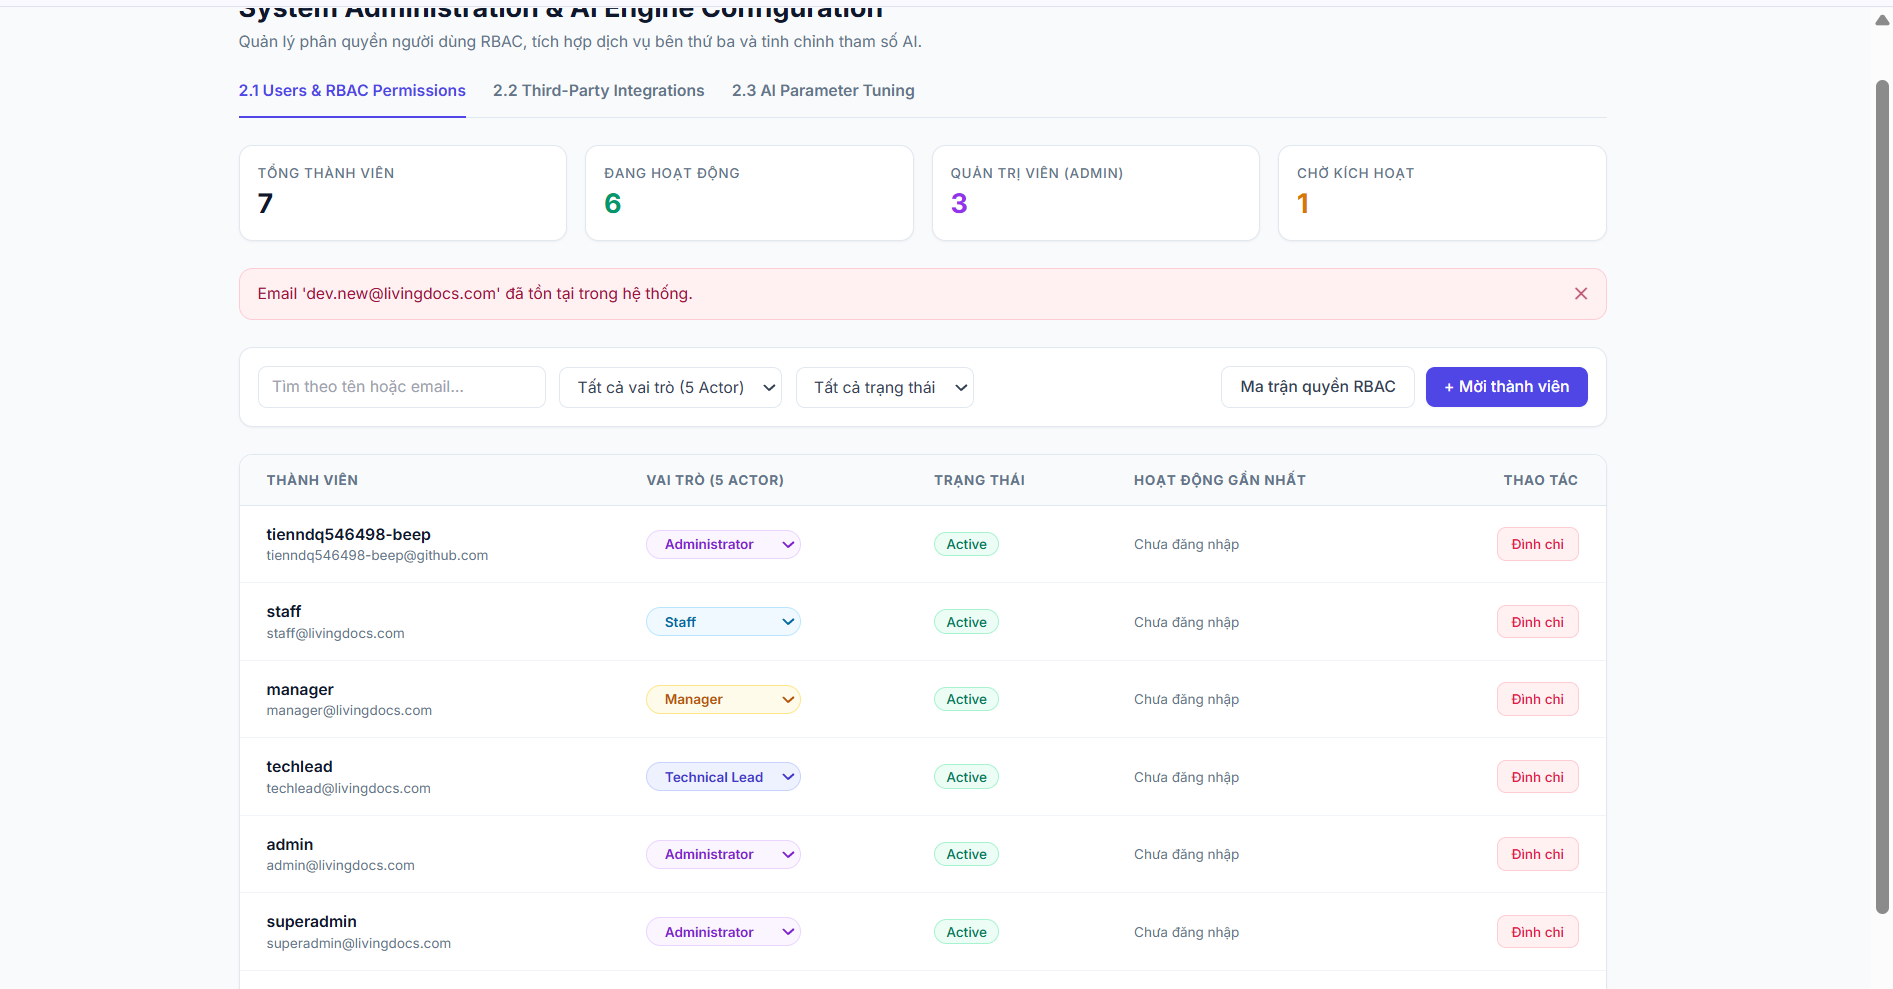 System Administration & AI Engine Configuration
Quản lý phân quyền người dùng RBAC, tích hợp dịch vụ bên thứ ba và tinh chỉnh tham số AI.
2.1 Users & RBAC Permissions
2.2 Third-Party Integrations
2.3 AI Parameter Tuning
TỔNG THÀNH VIÊN
7
ĐANG HOẠT ĐỘNG
6
QUẢN TRỊ VIÊN (ADMIN)
3
CHỜ KÍCH HOẠT
1
Email 'dev.new@livingdocs.com' đã tồn tại trong hệ thống.
Tìm theo tên hoặc email...
Tất cả vai trò (5 Actor)
Tất cả trạng thái
Ma trận quyền RBAC
+ Mời thành viên
THÀNH VIÊN
VAI TRÒ (5 ACTOR)
TRẠNG THÁI
HOẠT ĐỘNG GẦN NHẤT
THAO TÁC
tienndq546498-beep
tienndq546498-beep@github.com
Administrator
Active
Chưa đăng nhập
Đình chỉ
staff
staff@livingdocs.com
Staff
Active
Chưa đăng nhập
Đình chỉ
manager
manager@livingdocs.com
Manager
Active
Chưa đăng nhập
Đình chỉ
techlead
techlead@livingdocs.com
Technical Lead
Active
Chưa đăng nhập
Đình chỉ
admin
admin@livingdocs.com
Administrator
Active
Chưa đăng nhập
Đình chỉ
superadmin
superadmin@livingdocs.com
Administrator
Active
Chưa đăng nhập
Đình chỉ